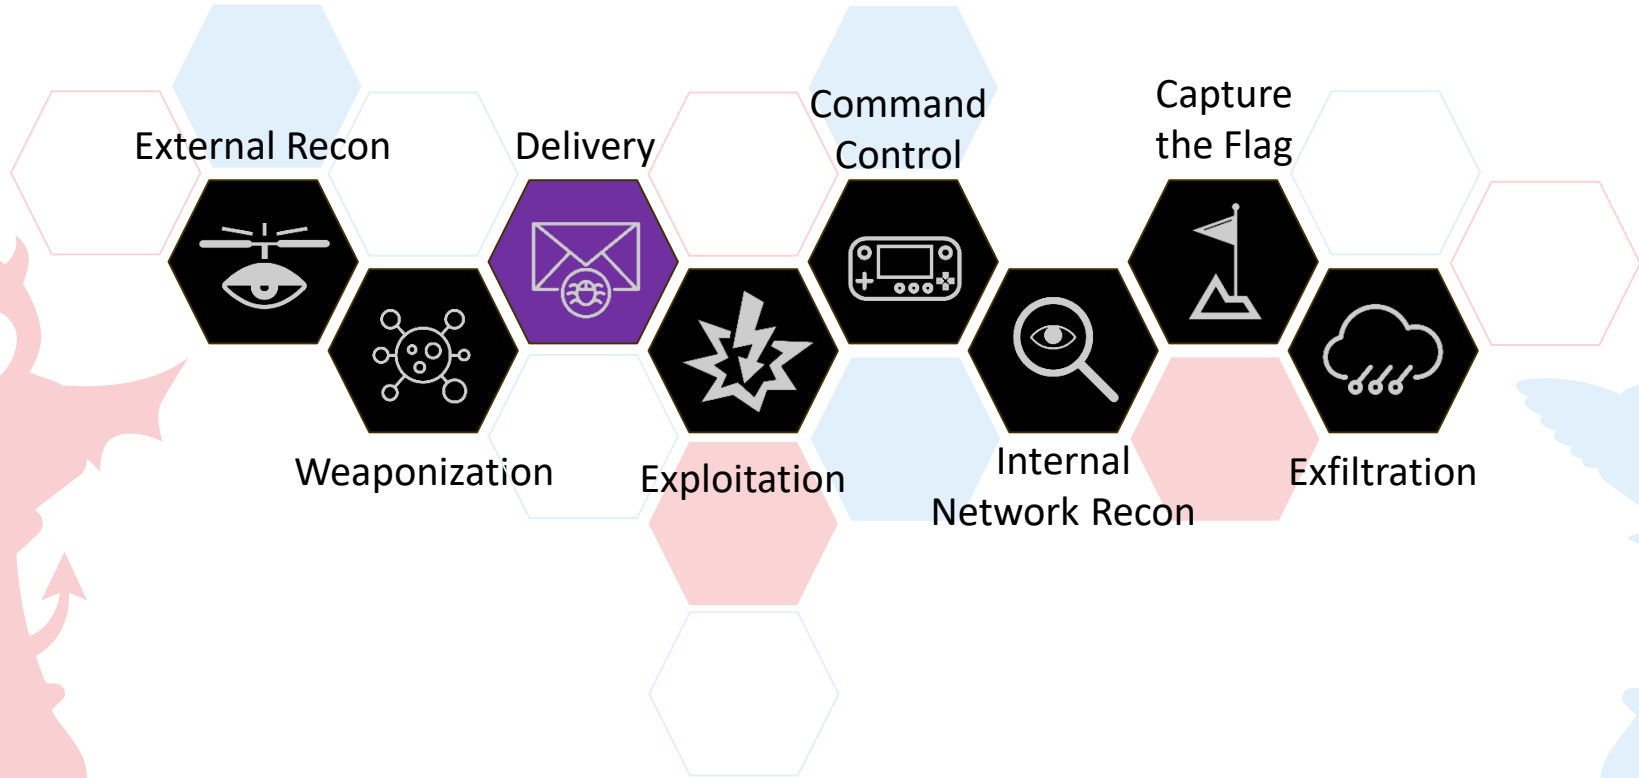 External Recon
Weaponization
Delivery
Exploitation
Command
Control
Internal
Network Recon
Capture
the Flag
Exfiltration